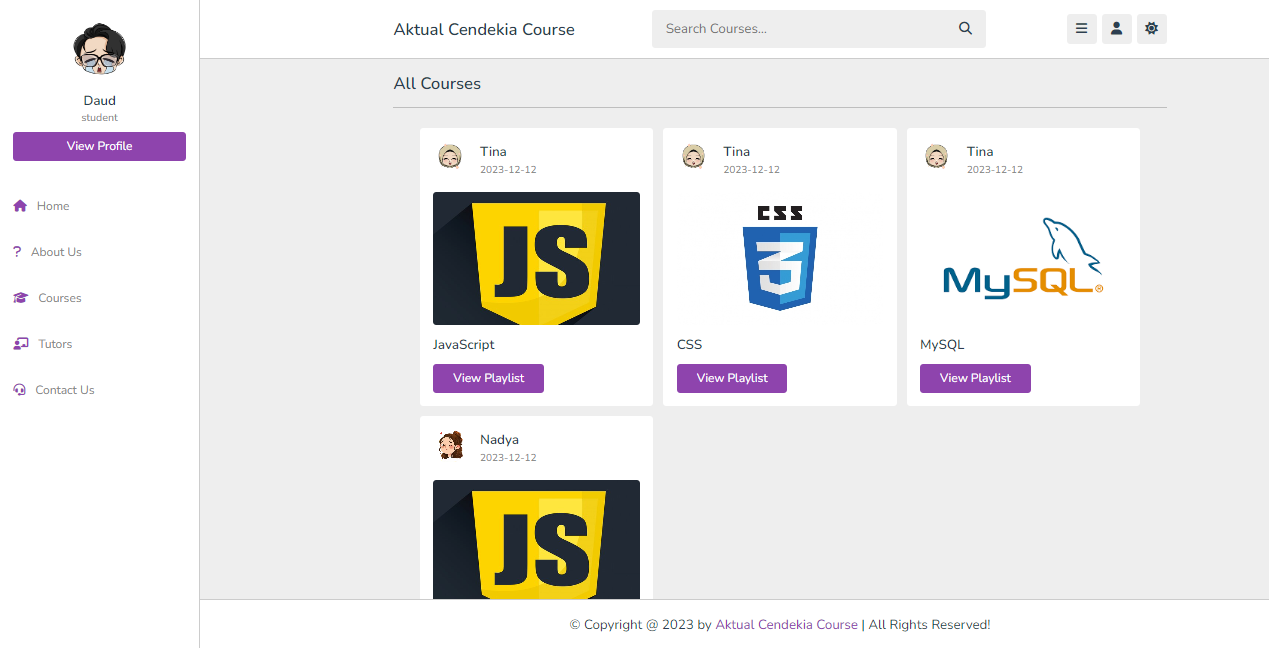 Daud
student
View Profile
Home
? About Us
Courses
Tutors
Contact Us
Aktual Cendekia Course
Search Courses...
All Courses
Tina
2023-12-12
JS
JavaScript
View Playlist
Tina
2023-12-12
CSS
3
CSS
View Playlist
Tina
2023-12-12
MySQL®
MySQL
View Playlist
Nadya
2023-12-12
JS
© Copyright @ 2023 by Aktual Cendekia Course | All Rights Reserved!